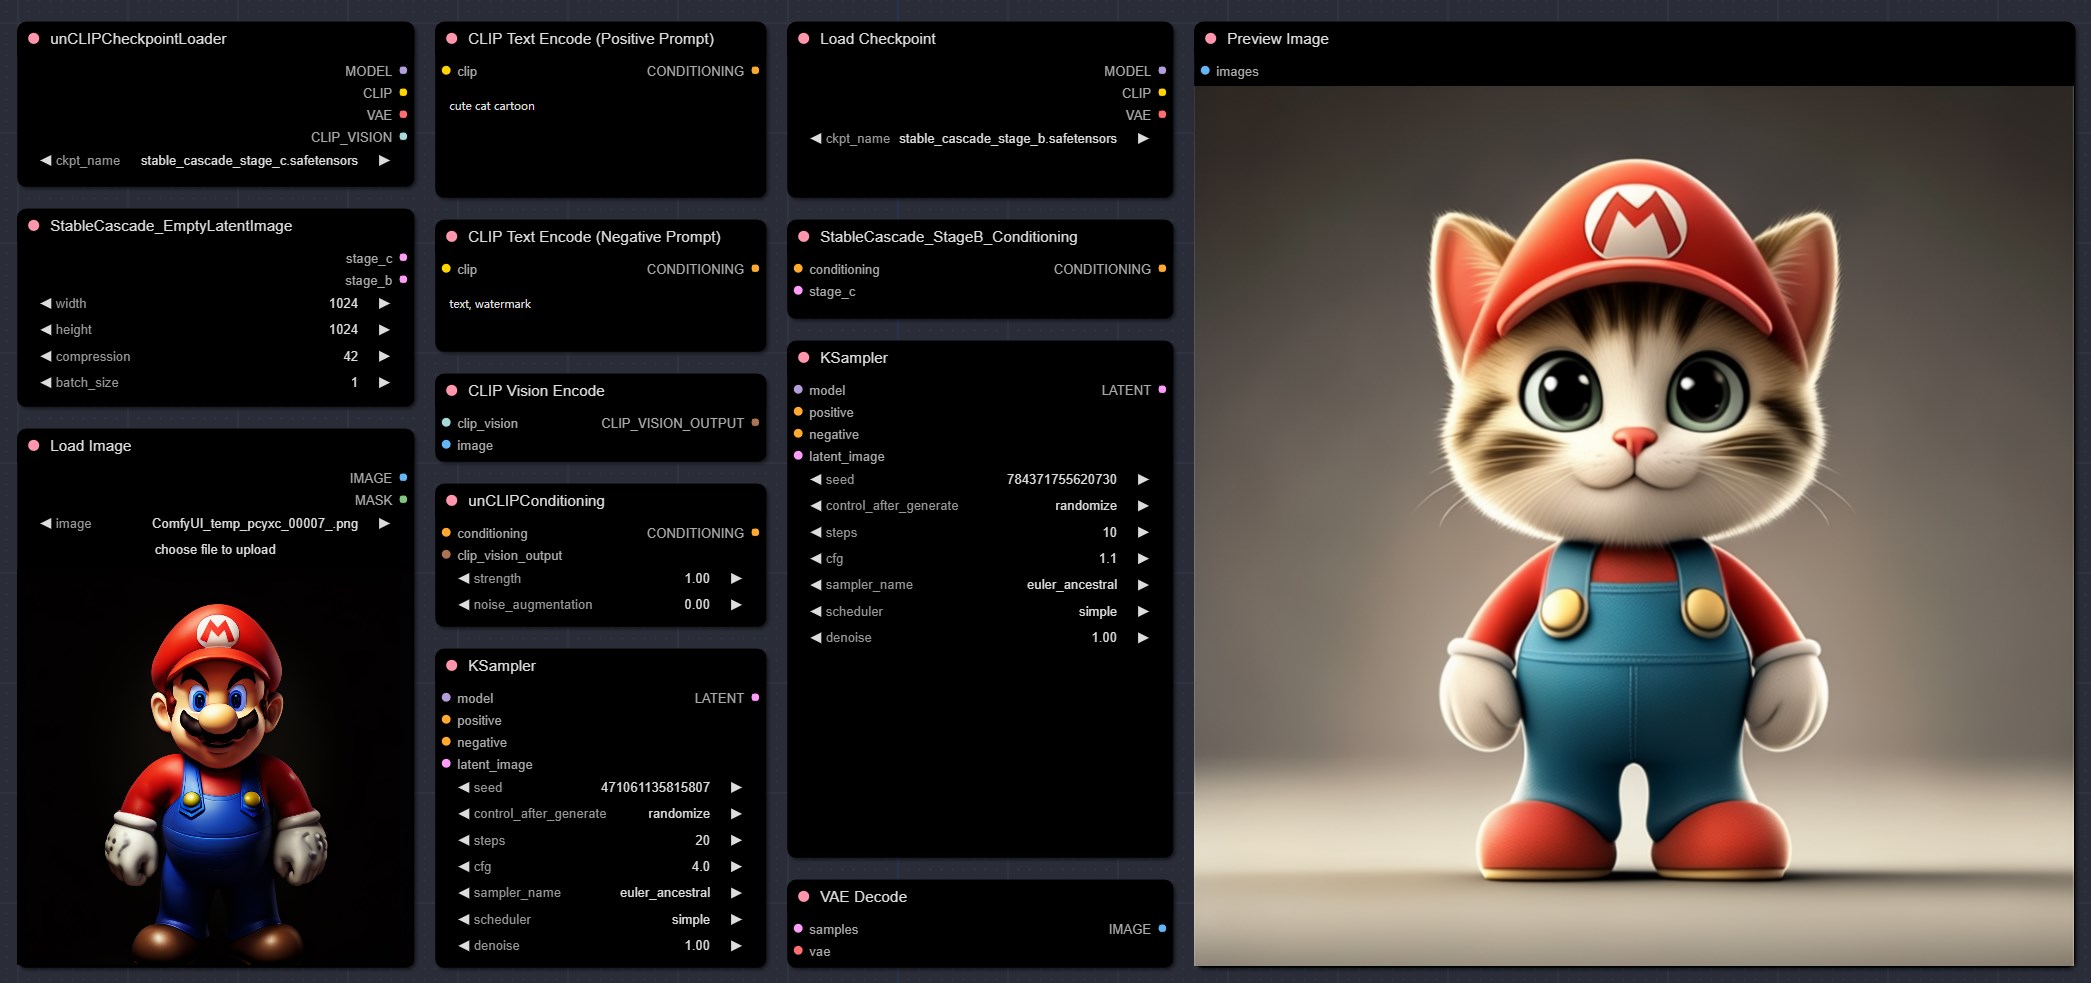 unCLIPCheckpointLoader
MODEL
CLIP
VAE
CLIP_VISION
ckpt_name stable_cascade_stage_c.safetensors
StableCascade_EmptyLatentImage
stage_c
stage_b
width 1024
height 1024
compression 42
batch_size 1
Load Image
IMAGE
MASK
image ComfyUI_temp_pcyxc_00007_.png
choose file to upload
M
CLIP Text Encode (Positive Prompt)
clip CONDITIONING
cute cat cartoon
CLIP Text Encode (Negative Prompt)
clip CONDITIONING
text, watermark
CLIP Vision Encode
clip_vision CLIP_VISION_OUTPUT
image
unCLIPConditioning
conditioning CONDITIONING
clip_vision_output
strength 1.00
noise_augmentation 0.00
KSampler
model LATENT
positive
negative
latent_image
seed 471061135815807
control_after_generate randomize
steps 20
cfg 4.0
sampler_name euler_ancestral
scheduler simple
denoise 1.00
Load Checkpoint
MODEL
CLIP
VAE
ckpt_name stable_cascade_stage_b.safetensors
StableCascade_StageB_Conditioning
conditioning CONDITIONING
stage_c
KSampler
model LATENT
positive
negative
latent_image
seed 784371755620730
control_after_generate randomize
steps 10
cfg 1.1
sampler_name euler_ancestral
scheduler simple
denoise 1.00
VAE Decode
samples IMAGE
vae
Preview Image
images
M